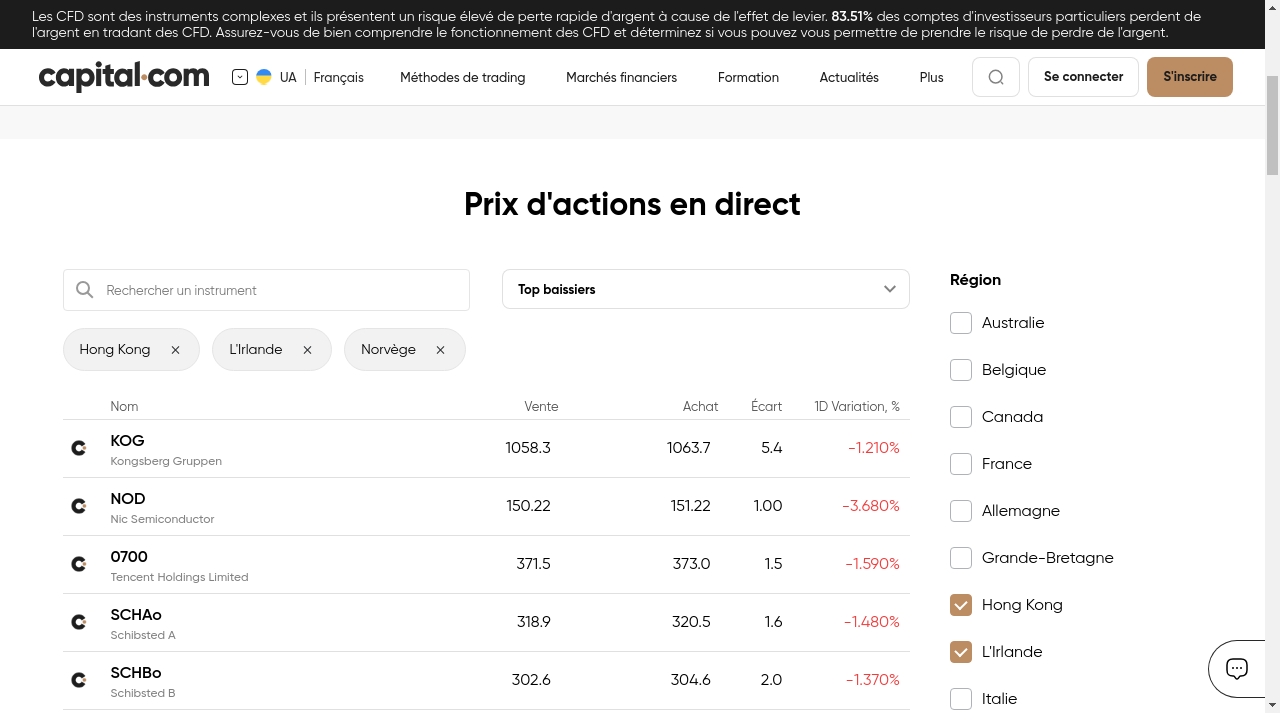 Les CFD sont des instruments complexes et ils présentent un risque élevé de perte rapide d'argent à cause de l'effet de levier. 83.51% des comptes d'investisseurs particuliers perdent de
l'argent en tradant des CFD. Assurez-vous de bien comprendre le fonctionnement des CFD et déterminez si vous pouvez vous permettre de prendre le risque de perdre de l'argent.
capital.com UA Français Méthodes de trading Marchés financiers Formation Actualités Plus Se connecter S'inscrire
Prix d'actions en direct
Rechercher un instrument
Top baissiers
Hong Kong L'Irlande Norvège
Nom Vente Achat Écart 1D Variation, %
KOG 1058.3 1063.7 5.4 -1.210%
Kongsberg Gruppen
NOD 150.22 151.22 1.00 -3.680%
Nic Semiconductor
0700 371.5 373.0 1.5 -1.590%
Tencent Holdings Limited
SCHAo 318.9 320.5 1.6 -1.480%
Schibsted A
SCHBo 302.6 304.6 2.0 -1.370%
Schibsted B
Région
Australie
Belgique
Canada
France
Allemagne
Grande-Bretagne
Hong Kong
L'Irlande
Italie